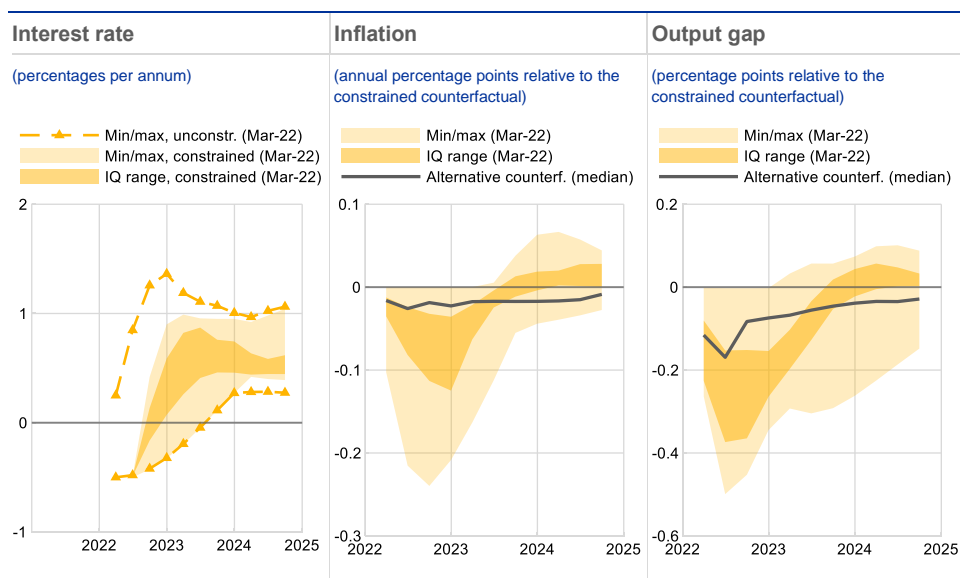 Interest rate
(percentages per annum)
Min/max, unconstr. (Mar-22)
Min/max, constrained (Mar-22)
IQ range, constrained (Mar-22)
2
1
0
-1
2022 2023 2024 2025
Inflation
(annual percentage points relative to the
constrained counterfactual)
Min/max (Mar-22)
IQ range (Mar-22)
Alternative counterf. (median)
0.1
0
-0.1
-0.2
-0.3
2022 2023 2024 2025
Output gap
(percentage points relative to the
constrained counterfactual)
Min/max (Mar-22)
IQ range (Mar-22)
Alternative counterf. (median)
0.2
0
-0.2
-0.4
-0.6
2022 2023 2024 2025